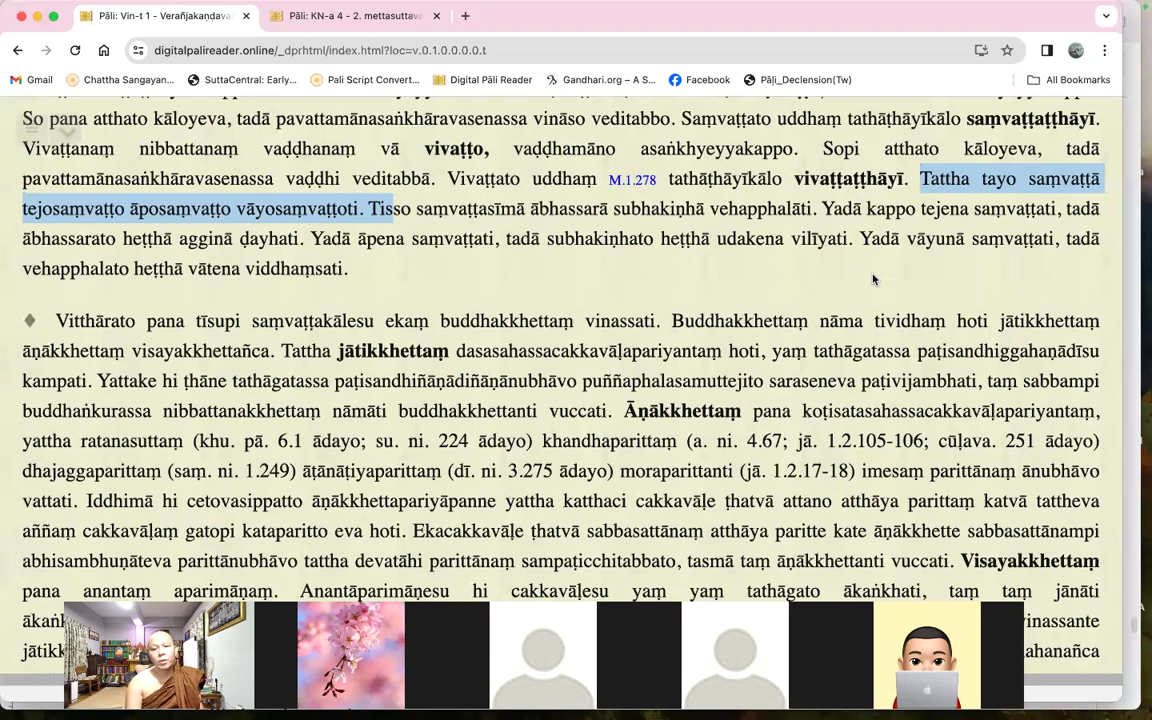 Pāli: Vin-t 1 - Verañjakaṇḍava
Pāli: KN-a 4 - 2. mettasuttava
digitalpalireader.online/_dprhtml/index.html?loc=v.0.1.0.0.0.0.t
Gmail
Chattha Sangayan...
SuttaCentral: Early...
Pali Script Convert...
Digital Pāli Reader
Gandhari.org – A S...
Facebook
Pāḷi_Declension(Tw)
All Bookmarks
So pana atthato kāloyeva, tadā pavattamānasaṅkhāravasenassa vināso veditabbo. Saṃvaṭṭato uddhaṃ tathāṭhāyīkālo saṃvaṭṭaṭṭhāyī.
Vivaṭṭanaṃ nibbattanaṃ vaḍḍhanaṃ vā vivaṭṭo, vaḍḍhamāno asaṅkhyeyyakappo. Sopi atthato kāloyeva, tadā
pavattamānasaṅkhāravasenassa vaḍḍhi veditabbā. Vivaṭṭato uddhaṃ M.1.278 tathāṭhāyīkālo vivaṭṭaṭṭhāyī. Tattha tayo saṃvaṭṭā
tejosaṃvaṭṭo āposaṃvaṭṭo vāyosaṃvaṭṭoti. Tisso saṃvaṭṭasīmā ābhassarā subhakiṇhā vehapphalāti. Yadā kappo tejena saṃvaṭṭati, tadā
ābhassarato heṭṭhā agginā ḍayhati. Yadā āpena saṃvaṭṭati, tadā subhakiṇhato heṭṭhā udakena vilīyati. Yadā vāyunā saṃvaṭṭati, tadā
vehapphalato heṭṭhā vātena viddhaṃsati.
Vitthārato pana tīsupi saṃvaṭṭakālesu ekaṃ buddhakkhettaṃ vinassati. Buddhakkhettaṃ nāma tividhaṃ hoti jātikkhettaṃ
āṇākkhettaṃ visayakkhettañca. Tattha jātikkhettaṃ dasasahassacakkavāḷapariyantaṃ hoti, yaṃ tathāgatassa paṭisandhiggahaṇādīsu
kampati. Yattake hi ṭhāne tathāgatassa paṭisandhiñāṇādiñāṇānubhāvo puññaphalasamuttejito saraseneva paṭivijambhati, taṃ sabbampi
buddhaṅkurassa nibbattanakkhettaṃ nāmāti buddhakkhettanti vuccati. Āṇākkhettaṃ pana koṭisatasahassacakkavāḷapariyantaṃ,
yattha ratanasuttaṃ (khu. pā. 6.1 ādayo; su. ni. 224 ādayo) khandhaparittaṃ (a. ni. 4.67; jā. 1.2.105-106; cūḷava. 251 ādayo)
dhajaggaparittaṃ (saṃ. ni. 1.249) āṭānāṭiyaparittaṃ (dī. ni. 3.275 ādayo) moraparittanti (jā. 1.2.17-18) imesaṃ parittānaṃ ānubhāvo
vattati. Iddhimā hi cetovasippatto āṇākkhettapariyāpanne yattha katthaci cakkavāḷe ṭhatvā attano atthāya parittaṃ katvā tattheva
aññaṃ cakkavāḷaṃ gatopi kataparitto eva hoti. Ekacakkavāḷe ṭhatvā sabbasattānaṃ atthāya paritte kate āṇākkhette sabbasattānampi
abhisambhuṇāteva parittānubhāvo tattha devatāhi parittānaṃ sampaṭicchitabbato, tasmā taṃ āṇākkhettanti vuccati. Visayakkhettaṃ
pana anantaṃ aparimāṇaṃ. Anantāparimāṇesu hi cakkavāḷesu yaṃ yaṃ tathāgato ākaṅkhati, taṃ taṃ jānāti